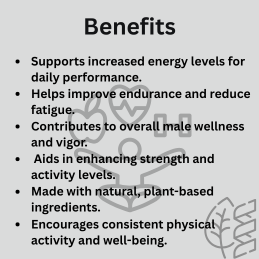 Benefits
• Supports increased energy levels for
daily performance.
• Helps improve endurance and reduce
fatigue.
• Contributes to overall male wellness
and vigor.
• Aids in enhancing strength and
activity levels.
• Made with natural, plant-based
ingredients.
• Encourages consistent physical
activity and well-being.